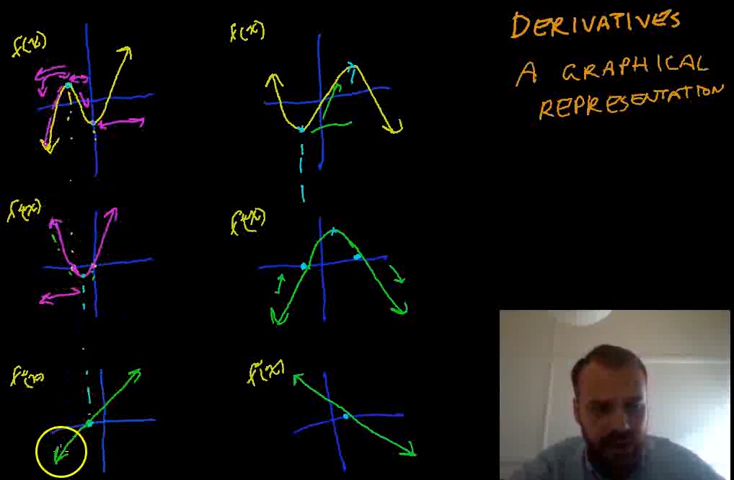 f(x)
f(x)
DERIVATIVES
A GRAPHICAL
REPRESENTATION
f'(x)
f'(x)
f"(x)
f"(x)